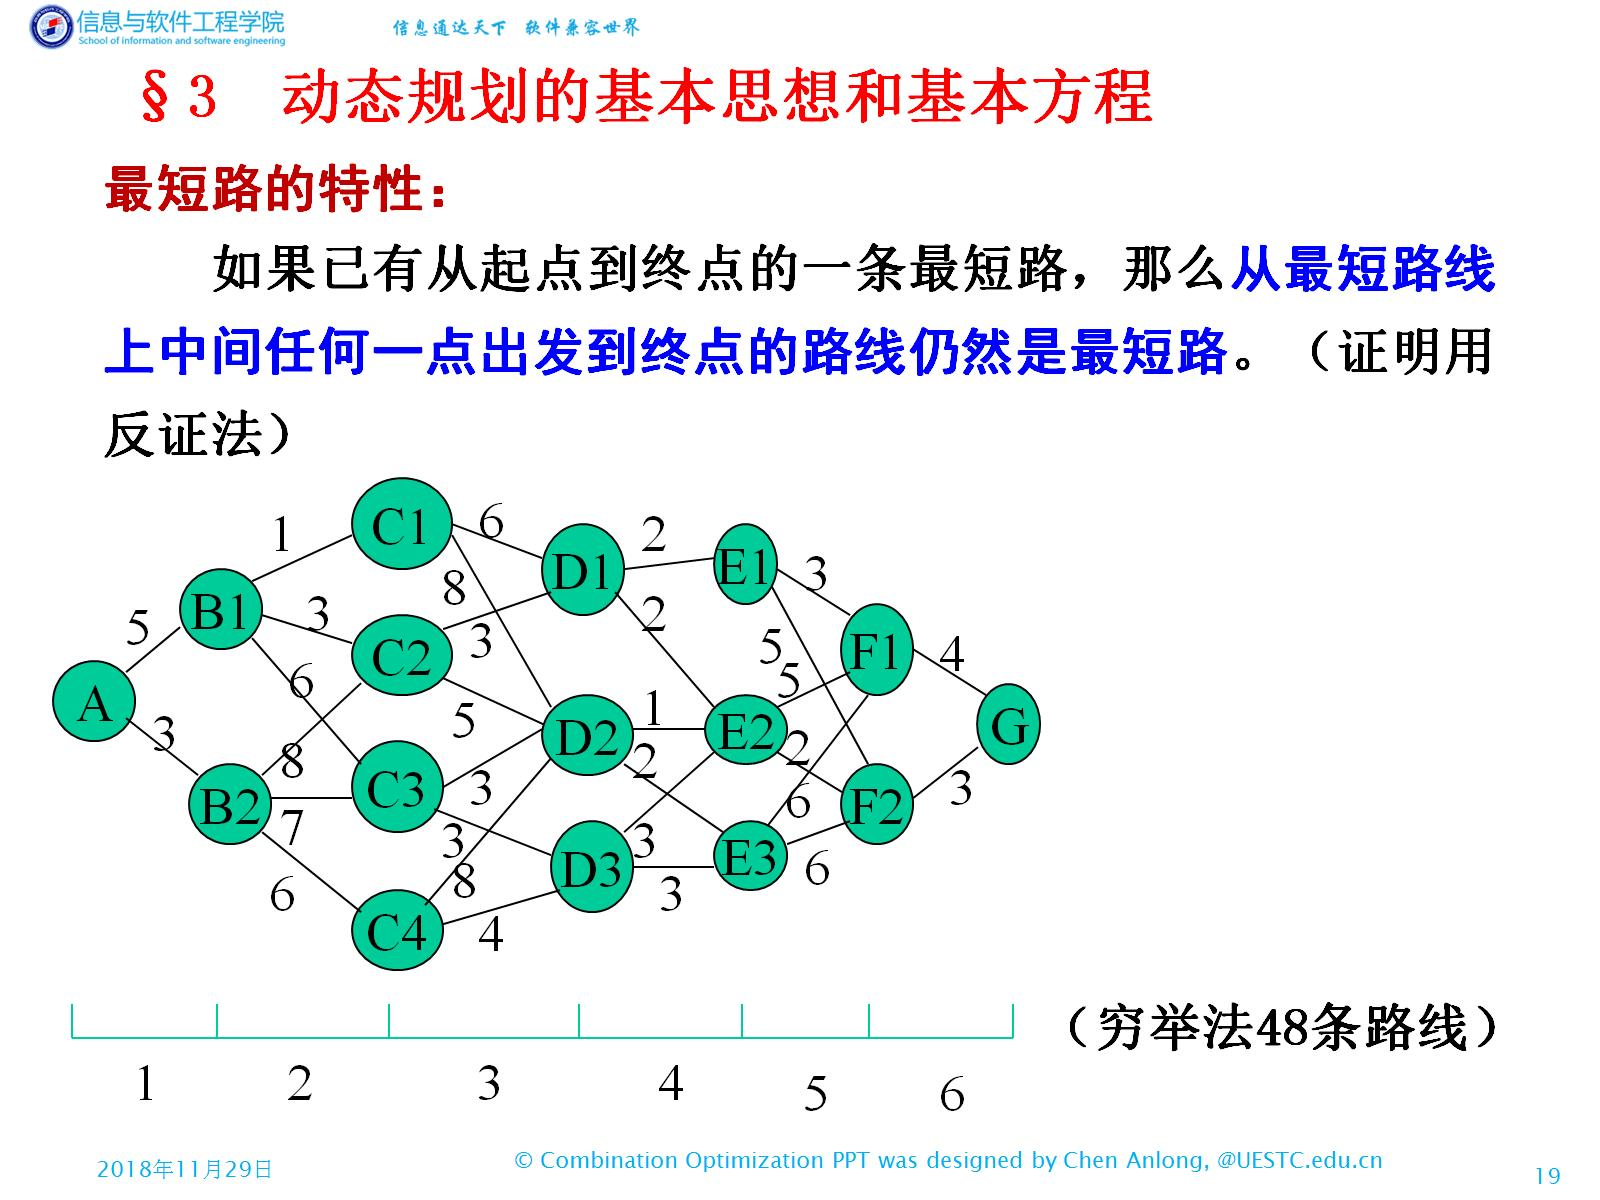 信息与软件工程学院
School of information and software engineering
信息通达天下 软件兼容世界
§3 动态规划的基本思想和基本方程
最短路的特性：
如果已有从起点到终点的一条最短路，那么从最短路线
上中间任何一点出发到终点的路线仍然是最短路。（证明用
反证法）
C1
6
1
2
D1
E1
3
8
B1
3
2
5
3
5
F1
4
C2
6
5
A
3
5
1
D2
2
E2
2
G
8
C3
3
6
3
B2
7
F2
3
3
E3
8
D3
6
6
3
C4
4
（穷举法48条路线）
1
2
3
4
5
6
2018年11月29日
© Combination Optimization PPT was designed by Chen Anlong, @UESTC.edu.cn
19